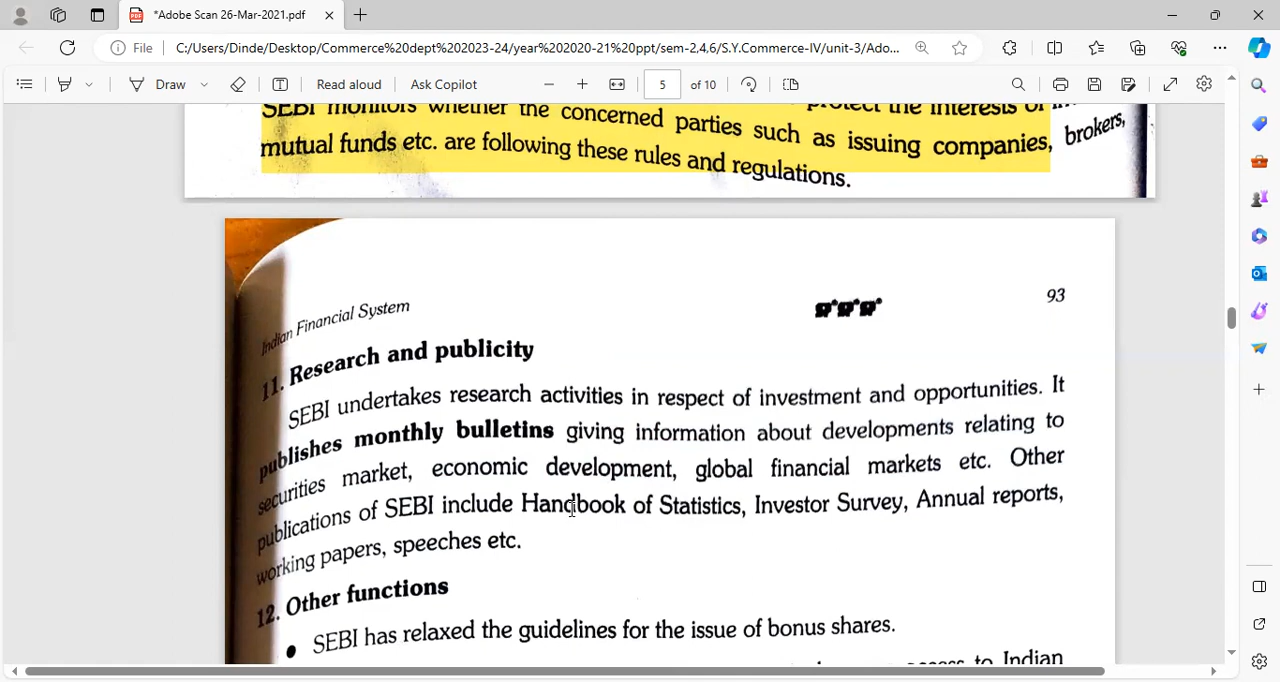 *Adobe Scan 26-Mar-2021.pdf
File
C:/Users/Dinde/Desktop/Commerce%20dept%202023-24/year%202020-21%20ppt/sem-2,4,6/S.Y.Commerce-IV/unit-3/Ado...
Draw
Read aloud
Ask Copilot
5 of 10
SEBI monitors whether the concerned parties such as issuing companies, brokers,
mutual funds etc. are following these rules and regulations.
Indian Financial System
93
11. Research and publicity
SEBI undertakes research activities in respect of investment and opportunities. It
publishes monthly bulletins giving information about developments relating to
securities market, economic development, global financial markets etc. Other
publications of SEBI include Handbook of Statistics, Investor Survey, Annual reports,
working papers, speeches etc.
12. Other functions
SEBI has relaxed the guidelines for the issue of bonus shares.
to Indian